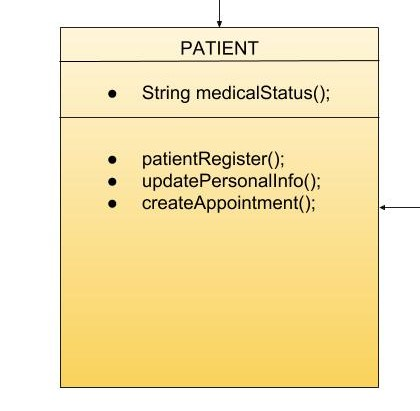 PATIENT
● String medicalStatus();
● patientRegister();
● updatePersonalInfo();
● createAppointment();